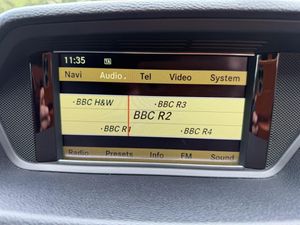 11:35 TA
Navi Audio Tel Video System
BBC H&W BBC R3
BBC R2
BBC R1 BBC R4
Radio Presets Info FM Sound